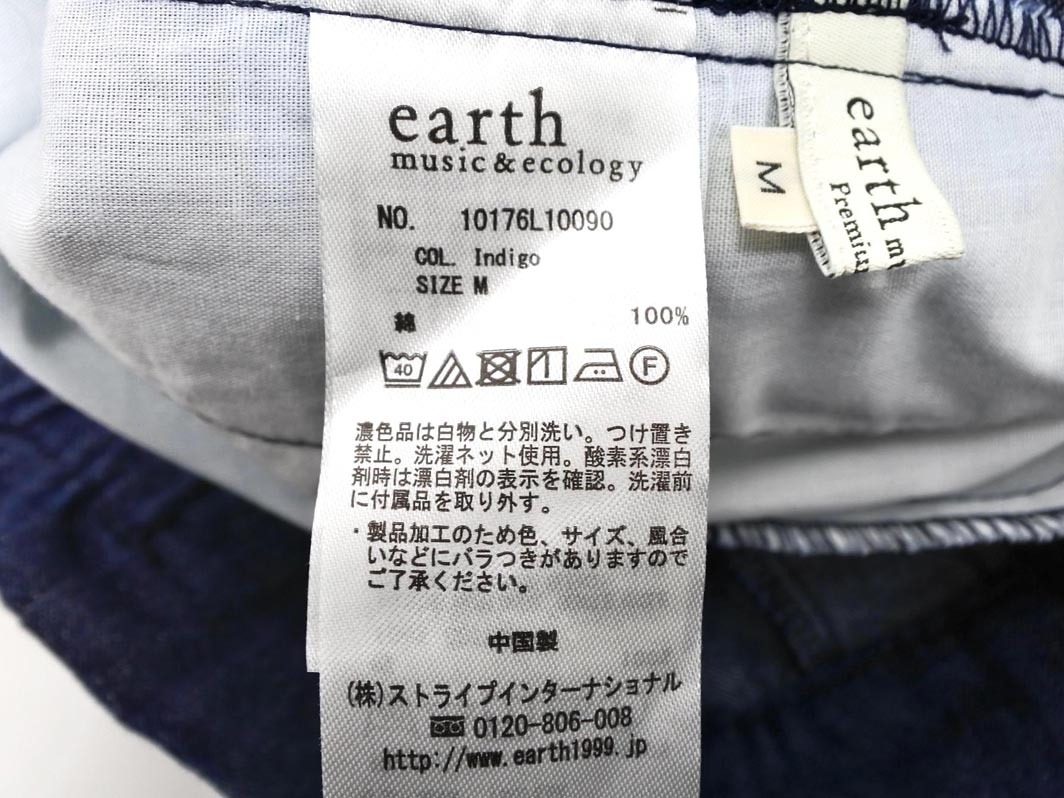 earth
music&ecology
NO. 10176L10090
COL. Indigo
SIZE M
綿 100%
40 F
濃色品は白物と分別洗い。つけ置き
禁止。洗濯ネット使用。酸素系漂白
剤時は漂白剤の表示を確認。洗濯前
に付属品を取り外す。
・製品加工のため色、サイズ、風合
いなどにバラつきがありますので
ご了承ください。
中国製
(株)ストライプインターナショナル
0120-806-008
http://www.earth1999.jp
M
earth mu
Premium